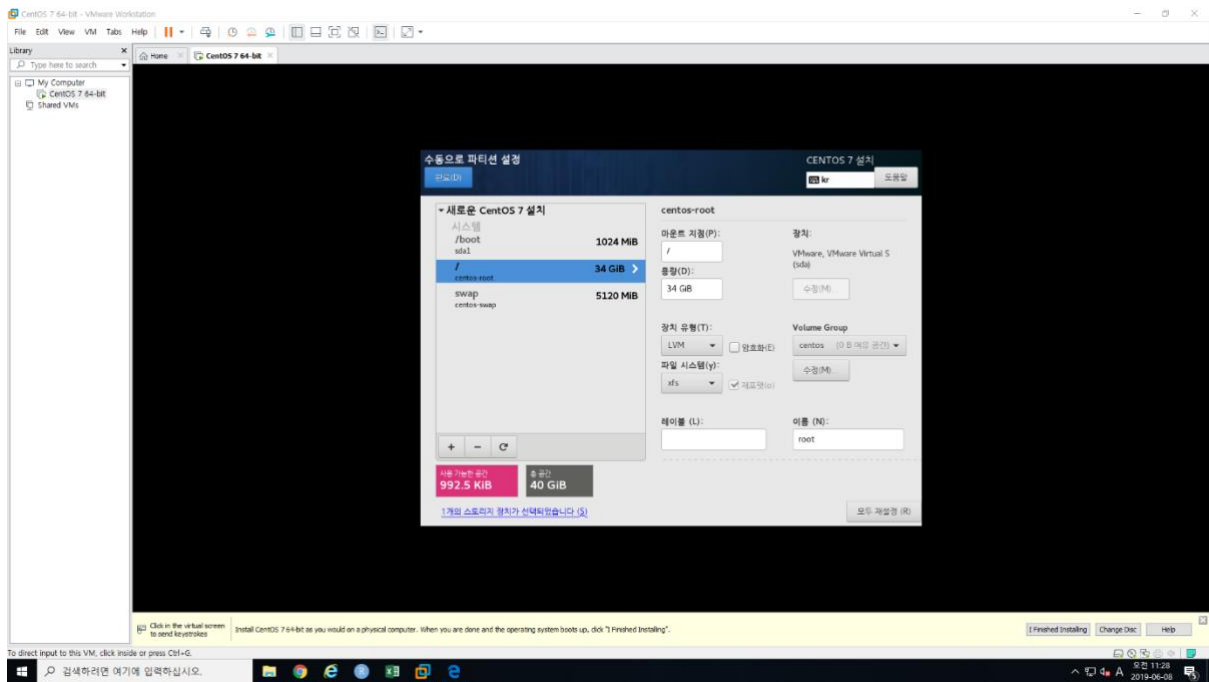 CentOS 7 64-bit - VMware Workstation
File Edit View VM Tabs Help
Library
Home
CentOS 7 64-bit
Type here to search
My Computer
CentOS 7 64-bit
Shared VMs
수동으로 파티션 설정
CENTOS 7 설치
완료(D)
kr
도움말
새로운 CentOS 7 설치
시스템
/boot
1024 MiB
sda1
/
34 GiB
centos-root
swap
5120 MiB
centos-swap
+ -
사용 가능한 공간
992.5 KiB
총 공간
40 GiB
1개의 스토리지 장치가 선택되었습니다 (S)
centos-root
마운트 지점(P):
/
용량(D):
34 GiB
장치:
VMware, VMware Virtual S
(sda)
수정(M)...
장치 유형(T):
LVM
암호화(E)
Volume Group
centos (0 B 여유 공간)
파일 시스템(y):
xfs
재포맷(o)
수정(M)...
레이블 (L):
이름 (N):
root
모두 재설정 (R)
Click in the virtual screen
to send keystrokes
Install CentOS 7 64-bit as you would on a physical computer. When you are done and the operating system boots up, click "I Finished Installing".
I Finished Installing
Change Disc
Help
To direct input to this VM, click inside or press Ctrl+G.
검색하려면 여기에 입력하십시오.
A
오전 11:28
2019-06-08